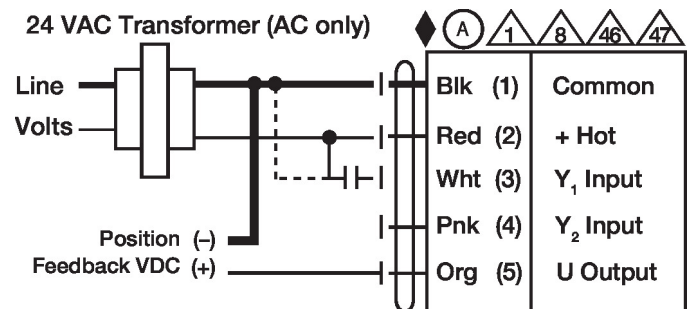 24 VAC Transformer (AC only)
A 1 8 46 47
Line
Volts
Blk (1) Common
Red (2) + Hot
Wht (3) Y₁ Input
Pnk (4) Y₂ Input
Position (–)
Feedback VDC (+)
Org (5) U Output